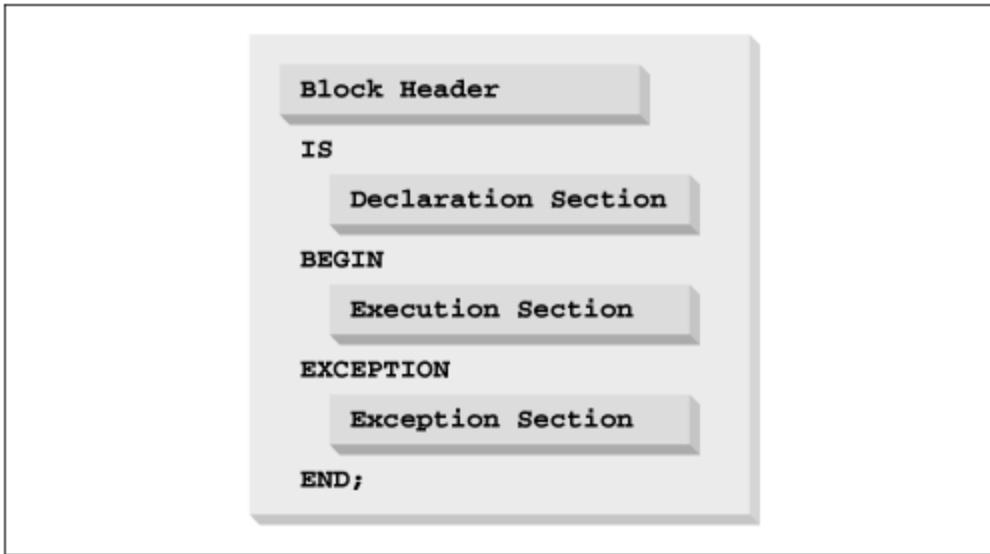 Block Header
IS
Declaration Section
BEGIN
Execution Section
EXCEPTION
Exception Section
END;